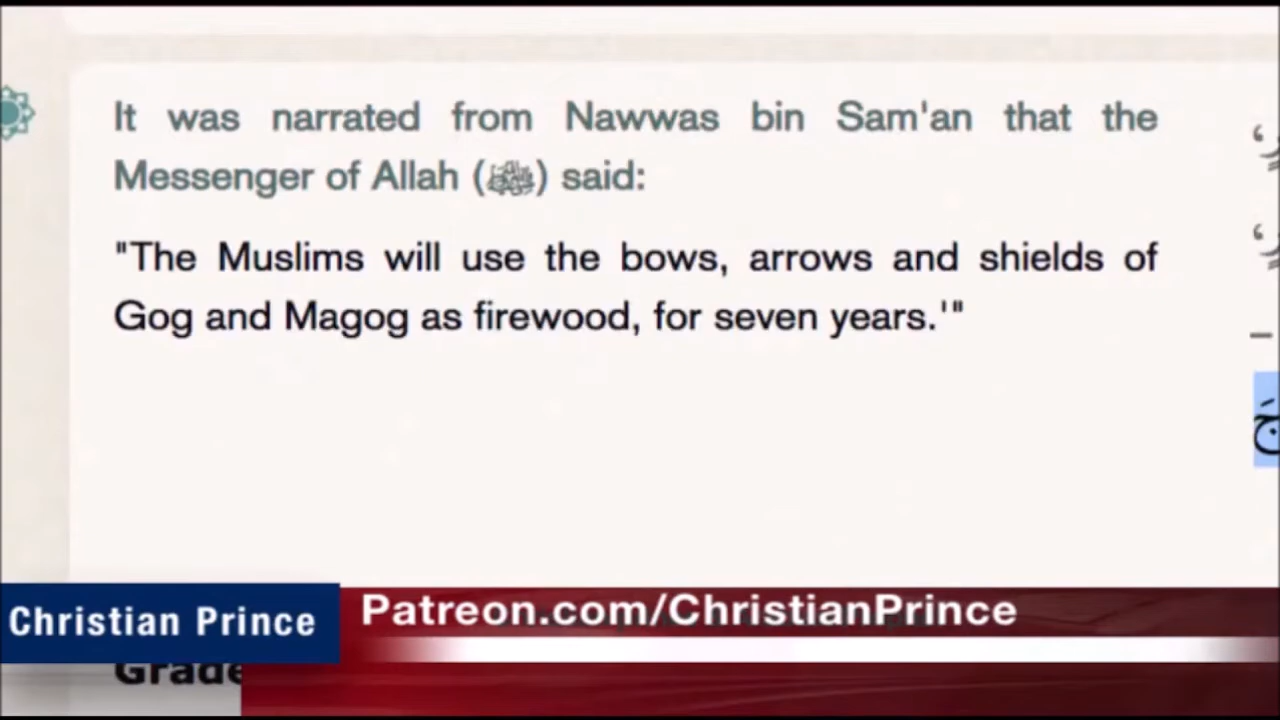 It was narrated from Nawwas bin Sam'an that the
Messenger of Allah (ﷺ) said:
"The Muslims will use the bows, arrows and shields of
Gog and Magog as firewood, for seven years.'"
Christian Prince
Patreon.com/ChristianPrince
Grade